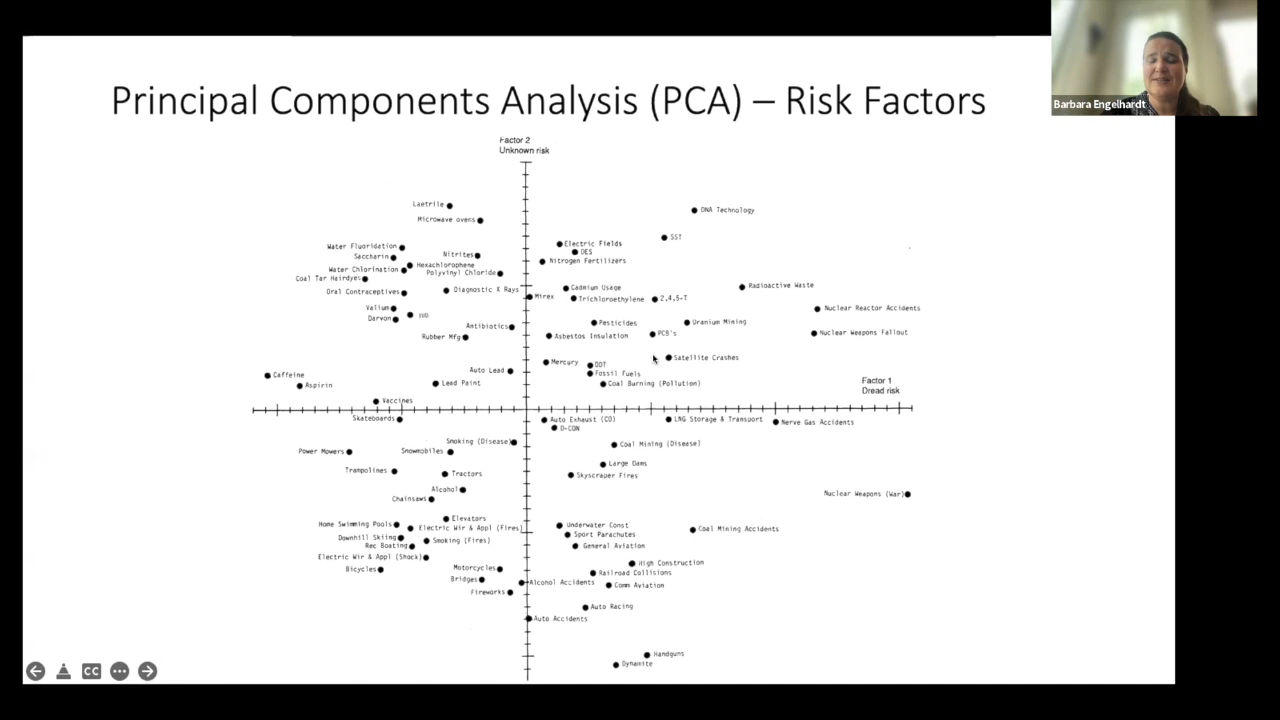 Barbara Engelhardt
Principal Components Analysis (PCA) – Risk Factors
Factor 2
Unknown risk
Laetrile
DNA Technology
Microwave ovens
SST
Water Fluoridation
Electric Fields
Saccharin
Nitrites
DES
Hexachlorophene
Nitrogen Fertilizers
Water Chlorination
Polyvinyl Chloride
Coal Tar Hairdyes
Oral Contraceptives
Diagnostic X Rays
Cadmium Usage
Radioactive Waste
Mirex
Trichloroethylene
2,4,5-T
Valium
Nuclear Reactor Accidents
Darvon
IUD
Antibiotics
Pesticides
Uranium Mining
Rubber Mfg
Asbestos Insulation
PCB's
Nuclear Weapons Fallout
Satellite Crashes
Mercury
DDT
Auto Lead
Fossil Fuels
Caffeine
Aspirin
Lead Paint
Coal Burning (Pollution)
Factor 1
Dread risk
Vaccines
Skateboards
Auto Exhaust (CO)
LNG Storage & Transport
Nerve Gas Accidents
D-CON
Smoking (Disease)
Coal Mining (Disease)
Power Mowers
Snowmobiles
Large Dams
Trampolines
Tractors
Skyscraper Fires
Alcohol
Nuclear Weapons (War)
Chainsaws
Elevators
Home Swimming Pools
Electric Wir & Appl (Fires)
Underwater Const
Coal Mining Accidents
Downhill Skiing
Smoking (Fires)
Sport Parachutes
Rec Boating
General Aviation
Electric Wir & Appl (Shock)
High Construction
Bicycles
Motorcycles
Railroad Collisions
Bridges
Alcohol Accidents
Comm Aviation
Fireworks
Auto Racing
Auto Accidents
Handguns
Dynamite
CC